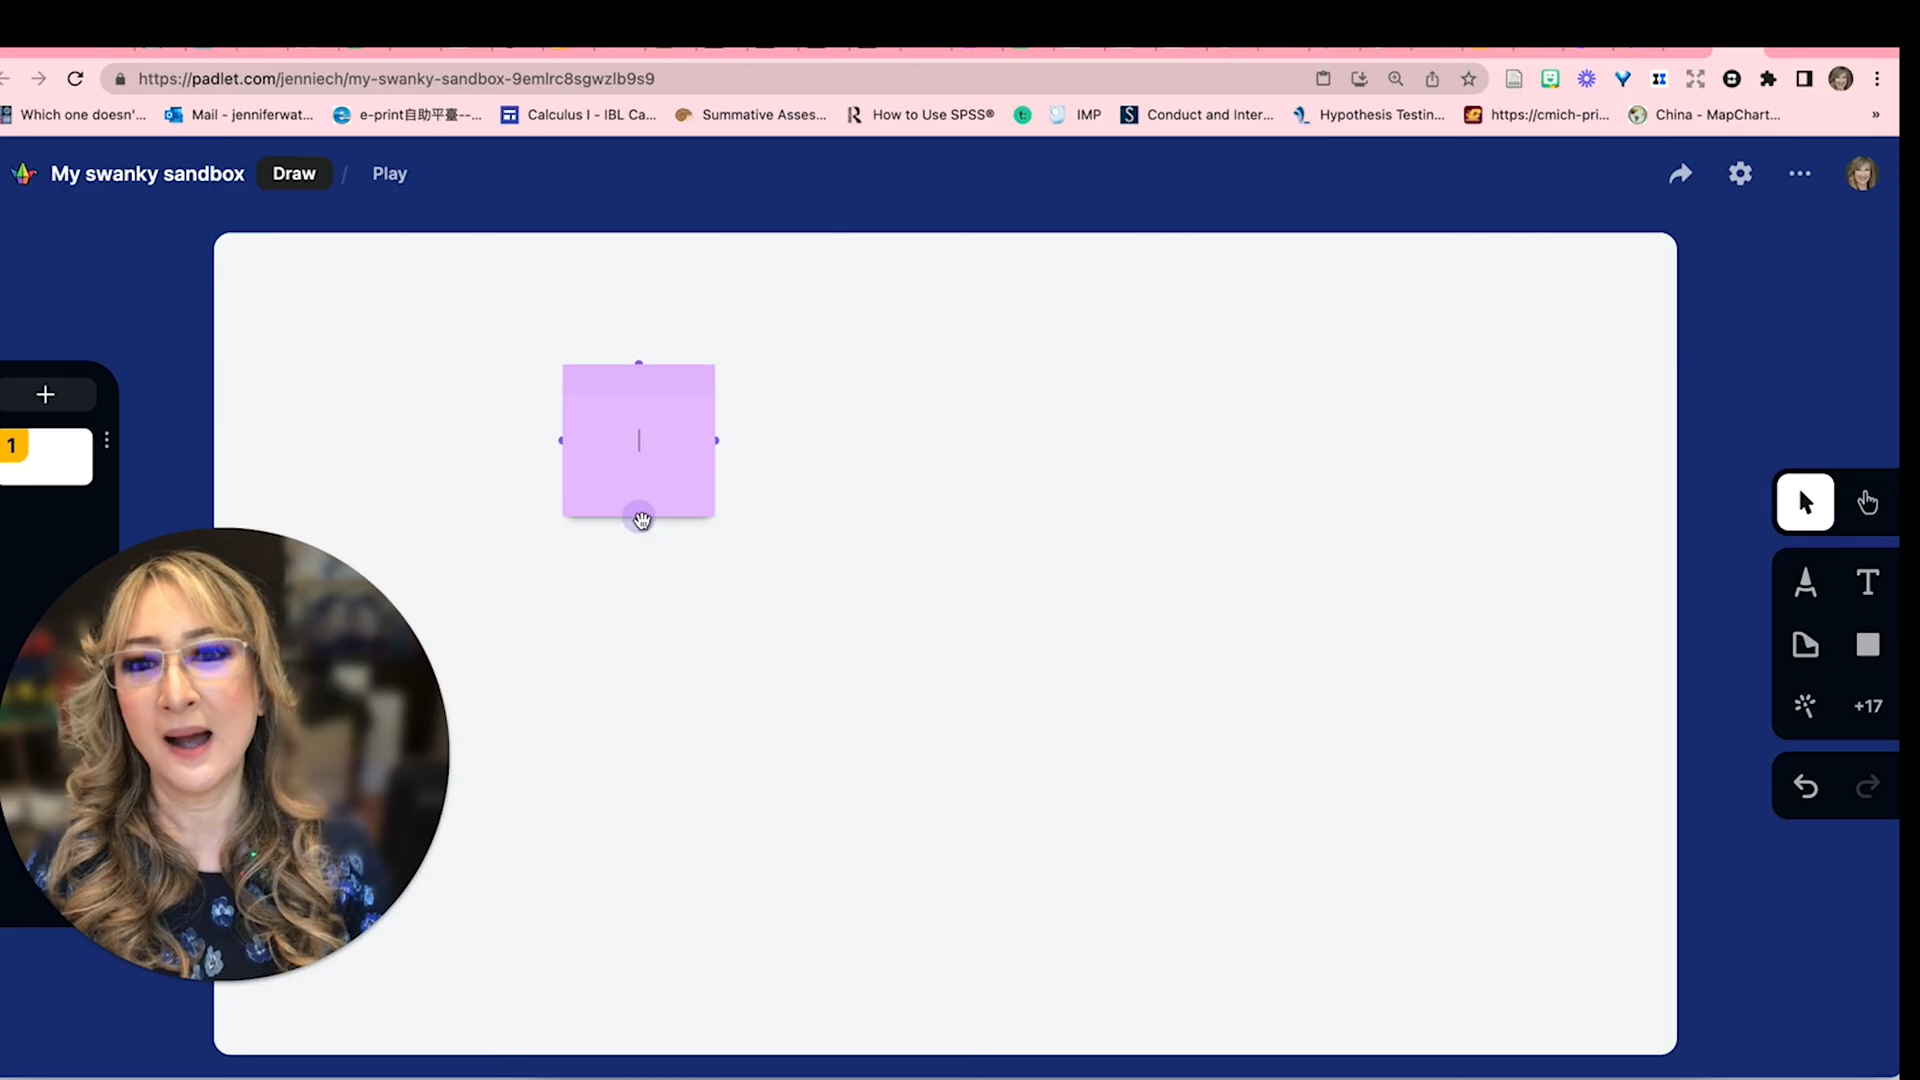 https://padlet.com/jenniech/my-swanky-sandbox-9emlrc8sgwzlb9s9
Which one doesn'... Mail - jenniferwat... e-print自助平臺--... Calculus I - IBL Ca... Summative Asses... How to Use SPSS® IMP Conduct and Inter... Hypothesis Testin... https://cmich-pri... China - MapChart... »
My swanky sandbox Draw / Play
1
T
+17